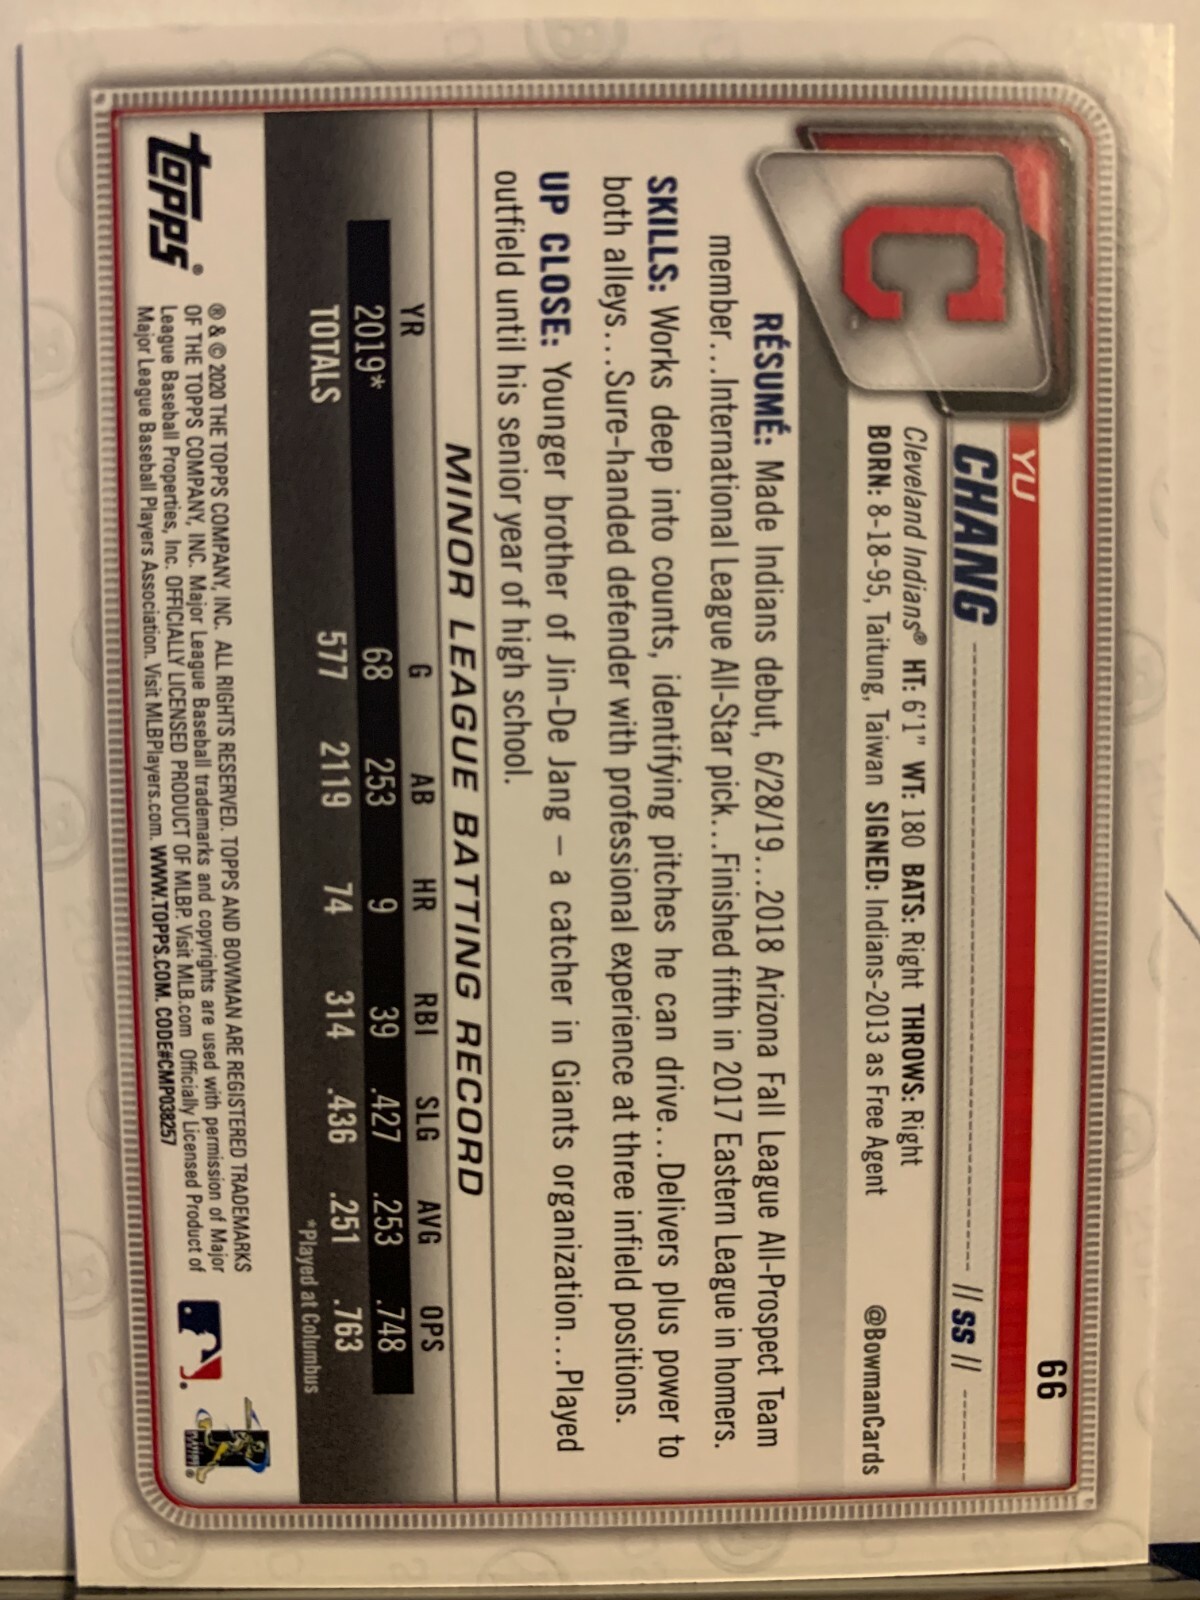 66
YU
CHANG // SS //
Cleveland Indians® HT: 6'1" WT: 180 BATS: Right THROWS: Right
BORN: 8-18-95, Taitung, Taiwan SIGNED: Indians-2013 as Free Agent @BowmanCards
C
RÉSUMÉ: Made Indians debut, 6/28/19...2018 Arizona Fall League All-Prospect Team
member...International League All-Star pick...Finished fifth in 2017 Eastern League in homers.
SKILLS: Works deep into counts, identifying pitches he can drive...Delivers plus power to
both alleys....Sure-handed defender with professional experience at three infield positions.
UP CLOSE: Younger brother of Jin-De Jang – a catcher in Giants organization...Played
outfield until his senior year of high school.
MINOR LEAGUE BATTING RECORD
YR G AB HR RBI SLG AVG OPS
2019* 68 253 9 39 .427 .253 .748
TOTALS 577 2119 74 314 .436 .251 .763
*Played at Columbus
topps®
® & © 2020 THE TOPPS COMPANY, INC. ALL RIGHTS RESERVED. TOPPS AND BOWMAN ARE REGISTERED TRADEMARKS
OF THE TOPPS COMPANY, INC. Major League Baseball trademarks and copyrights are used with permission of Major
League Baseball Properties, Inc. OFFICIALLY LICENSED PRODUCT OF MLBP. Visit MLB.com Officially Licensed Product of
Major League Baseball Players Association. Visit MLBPlayers.com. WWW.TOPPS.COM. CODE#CMP038257